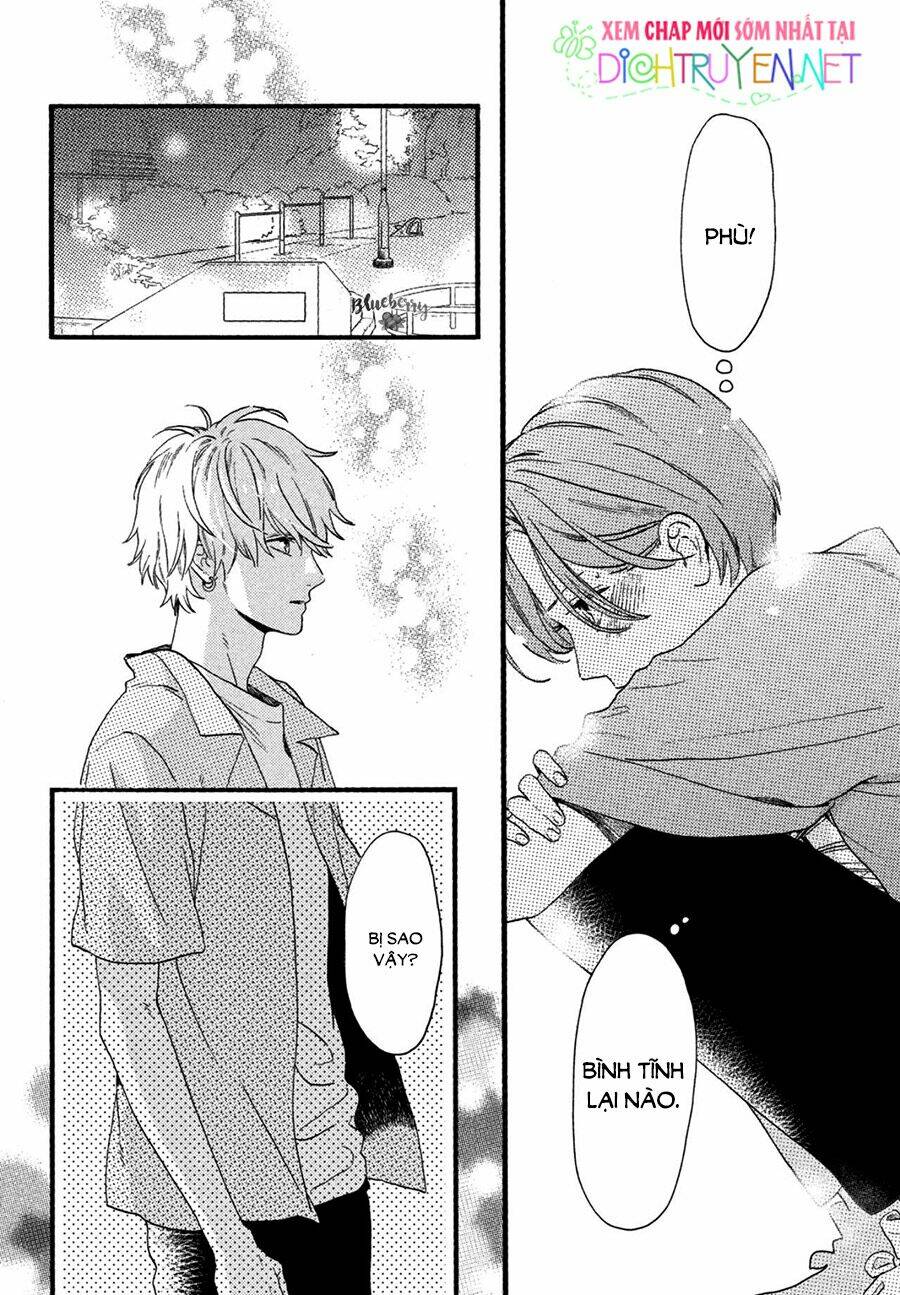 XEM CHAP MỚI SỚM NHẤT TẠI
DICHTRUYEN.NET
PHÙ!
Blueberry
BÌNH TĨNH
LẠI NÀO.
BỊ SAO
VẬY?